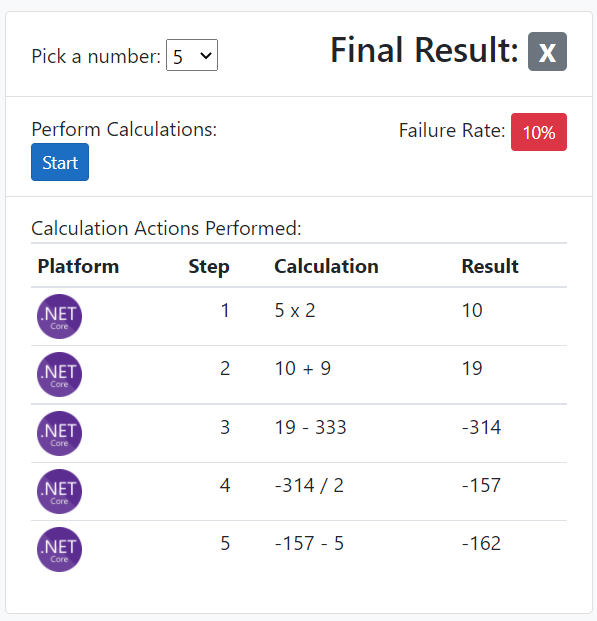 Pick a number: 5
Final Result: X
Perform Calculations:
Start
Failure Rate: 10%
Calculation Actions Performed:
Platform Step Calculation Result
.NET Core 1 5 x 2 10
.NET Core 2 10 + 9 19
.NET Core 3 19 - 333 -314
.NET Core 4 -314 / 2 -157
.NET Core 5 -157 - 5 -162